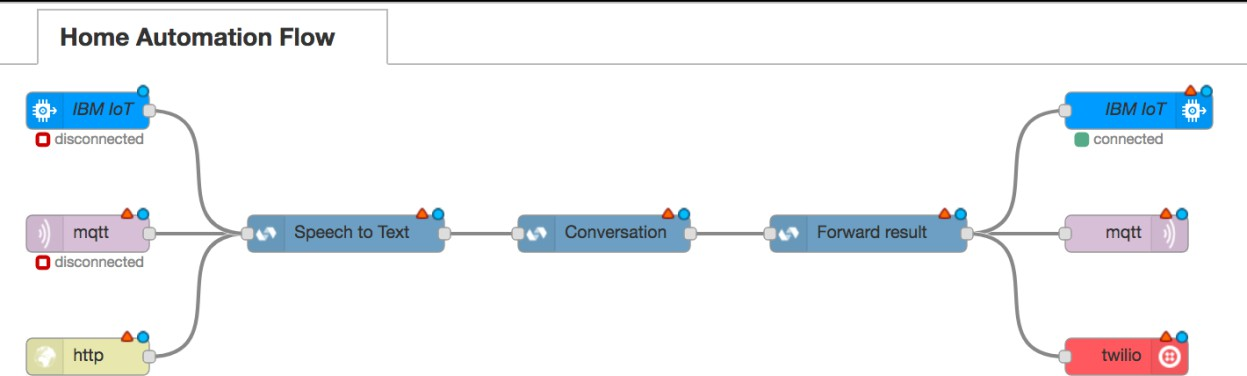 Home Automation Flow
IBM IoT
disconnected
IBM IoT
connected
mqtt
disconnected
Speech to Text
Conversation
Forward result
mqtt
http
twilio